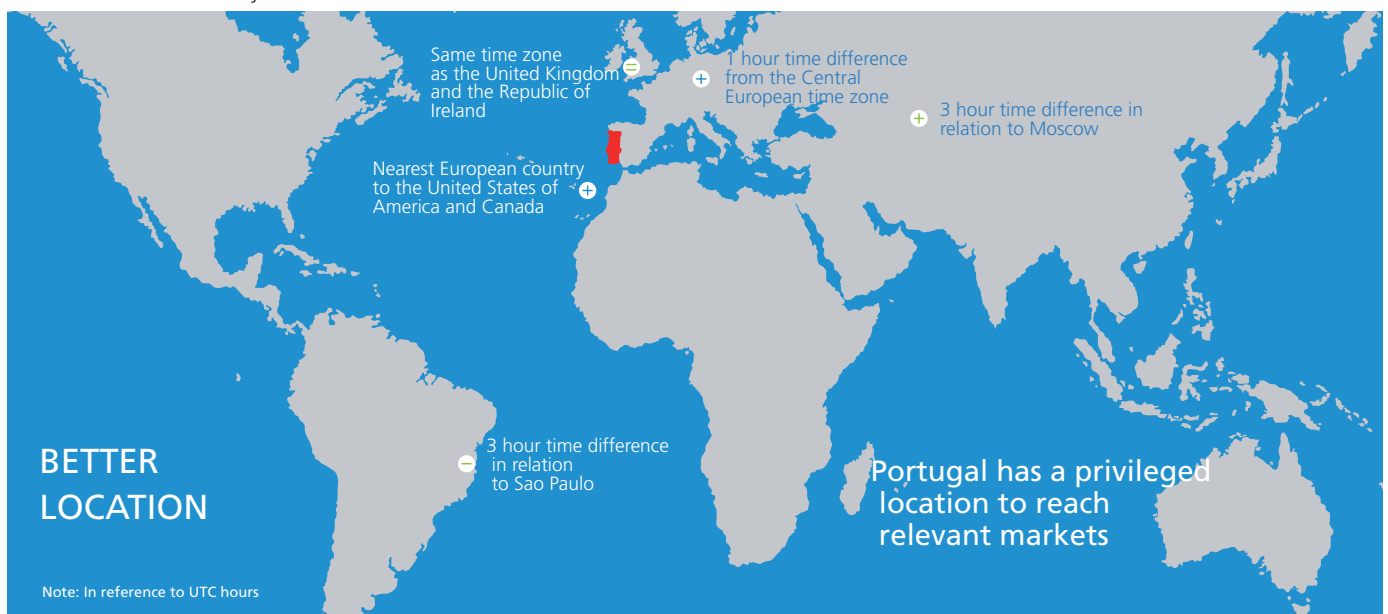 Same time zone
as the United Kingdom
and the Republic of
Ireland
1 hour time difference
from the Central
European time zone
3 hour time difference in
relation to Moscow
Nearest European country
to the United States of
America and Canada
3 hour time difference
in relation
to Sao Paulo
BETTER
LOCATION
Portugal has a privileged
location to reach
relevant markets
Note: In reference to UTC hours